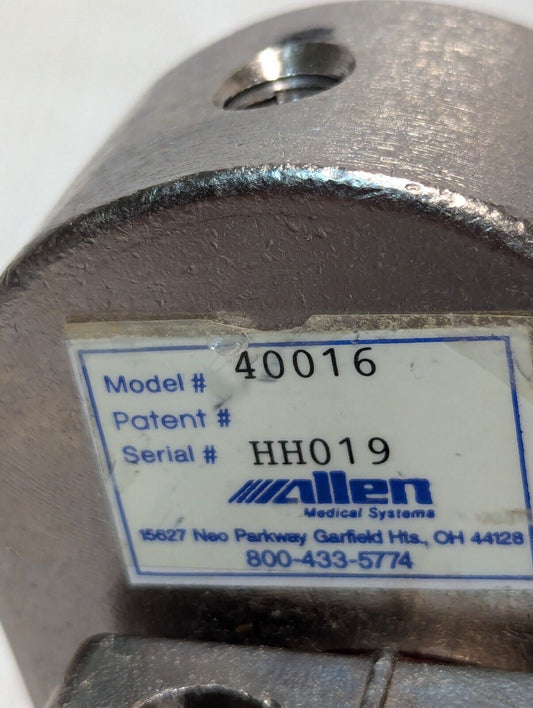 Model # 40016
Patent #
Serial # HH019
Allen
Medical Systems
15627 Neo Parkway Garfield Hts., OH 44128
800-433-5774